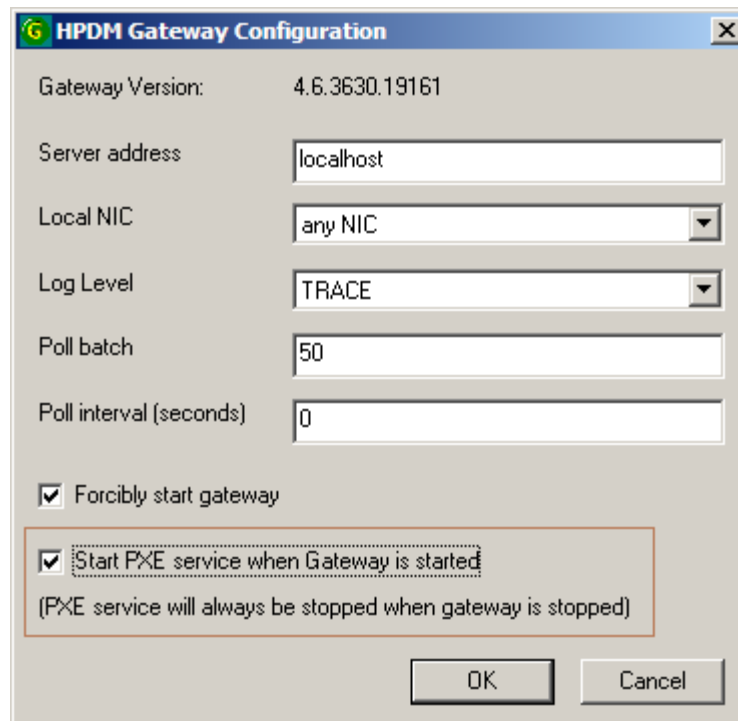 G HPDM Gateway Configuration
Gateway Version: 4.6.3630.19161
Server address localhost
Local NIC any NIC
Log Level TRACE
Poll batch 50
Poll interval (seconds) 0
Forcibly start gateway
Start PXE service when Gateway is started
(PXE service will always be stopped when gateway is stopped)
OK Cancel